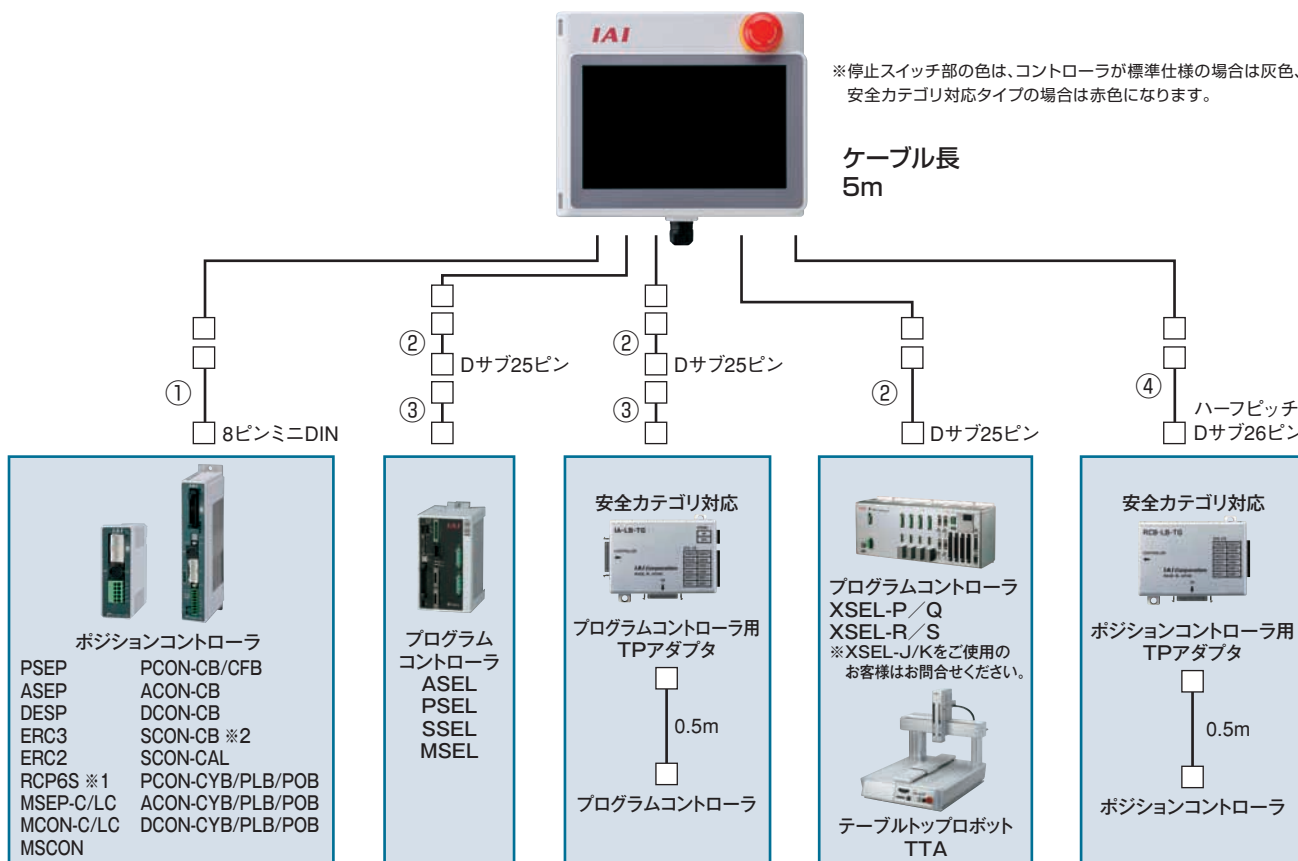 IAI
※停止スイッチ部の色は、コントローラが標準仕様の場合は灰色、
安全カテゴリ対応タイプの場合は赤色になります。
ケーブル長
5m
①
8ピンミニDIN
②
Dサブ25ピン
③
②
Dサブ25ピン
③
②
Dサブ25ピン
④
ハーフピッチ
Dサブ26ピン
ポジションコントローラ
PSEP
ASEP
DESP
ERC3
ERC2
RCP6S ※1
MSEP-C/LC
MCON-C/LC
MSCON
PCON-CB/CFB
ACON-CB
DCON-CB
SCON-CB ※2
SCON-CAL
PCON-CYB/PLB/POB
ACON-CYB/PLB/POB
DCON-CYB/PLB/POB
IAI
プログラム
コントローラ
ASEL
PSEL
SSEL
MSEL
安全カテゴリ対応
IA-LB-TG
CONTROLLER
IAI Corporation
プログラムコントローラ用
TPアダプタ
0.5m
プログラムコントローラ
プログラムコントローラ
XSEL-P／Q
XSEL-R／S
※XSEL-J/Kをご使用の
お客様はお問合せください。
テーブルトップロボット
TTA
安全カテゴリ対応
RCB-LB-TG
CONTROLLER
IAI Corporation
ポジションコントローラ用
TPアダプタ
0.5m
ポジションコントローラ